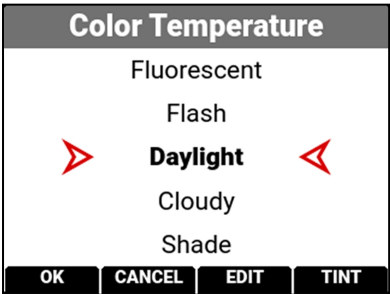 Color Temperature
Fluorescent
Flash
Daylight
Cloudy
Shade
OK CANCEL EDIT TINT